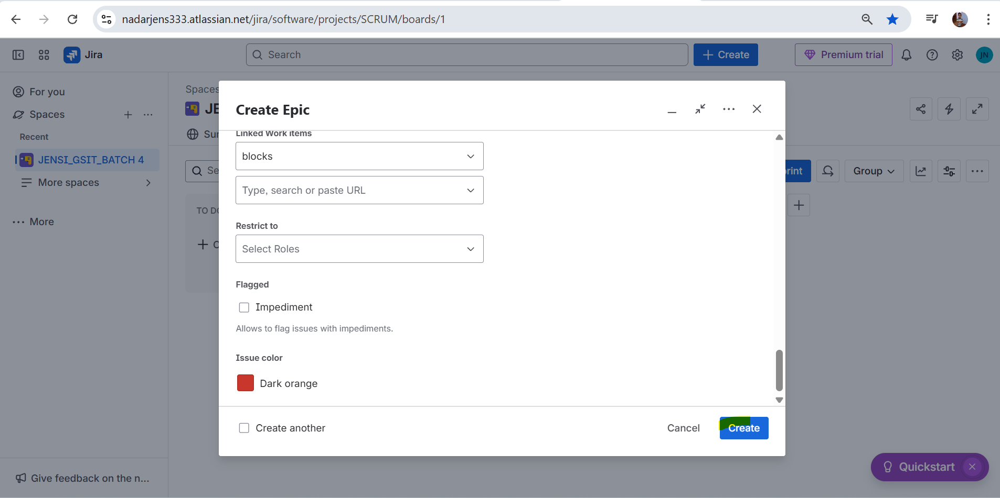 nadarjens333.atlassian.net/jira/software/projects/SCRUM/boards/1
Jira
Search
Create
Premium trial
JN
For you
Spaces
Recent
JENSI_GSIT_BATCH 4
More spaces
More
Give feedback on the n...
Spaces
JE
Sur
Se
TO DO
C
print
Group
Create Epic
Linked Work items
blocks
Type, search or paste URL
Restrict to
Select Roles
Flagged
Impediment
Allows to flag issues with impediments.
Issue color
Dark orange
Create another
Cancel
Create
Quickstart